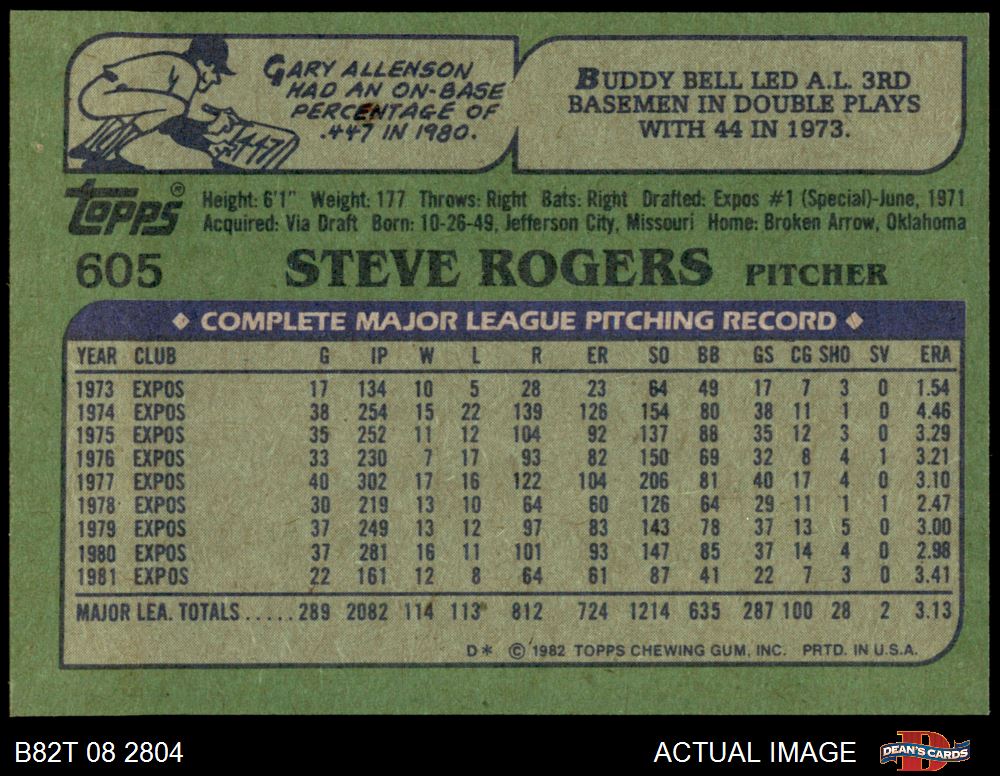 GARY ALLENSON
HAD AN ON-BASE
PERCENTAGE OF
.447 IN 1980.
.447
BUDDY BELL LED A.L. 3RD
BASEMEN IN DOUBLE PLAYS
WITH 44 IN 1973.
Topps®
Height: 6'1" Weight: 177 Throws: Right Bats: Right Drafted: Expos #1 (Special)-June, 1971
Acquired: Via Draft Born: 10-26-49, Jefferson City, Missouri Home: Broken Arrow, Oklahoma
605 STEVE ROGERS PITCHER
◆ COMPLETE MAJOR LEAGUE PITCHING RECORD ◆
YEAR CLUB G IP W L R ER SO BB GS CG SHO SV ERA
1973 EXPOS 17 134 10 5 28 23 64 49 17 7 3 0 1.54
1974 EXPOS 38 254 15 22 139 126 154 80 38 11 1 0 4.46
1975 EXPOS 35 252 11 12 104 92 137 88 35 12 3 0 3.29
1976 EXPOS 33 230 7 17 93 82 150 69 32 8 4 1 3.21
1977 EXPOS 40 302 17 16 122 104 206 81 40 17 4 0 3.10
1978 EXPOS 30 219 13 10 64 60 126 64 29 11 1 1 2.47
1979 EXPOS 37 249 13 12 97 83 143 78 37 13 5 0 3.00
1980 EXPOS 37 281 16 11 101 93 147 85 37 14 4 0 2.98
1981 EXPOS 22 161 12 8 64 61 87 41 22 7 3 0 3.41
MAJOR LEA. TOTALS.....289 2082 114 113 812 724 1214 635 287 100 28 2 3.13
D* © 1982 TOPPS CHEWING GUM, INC. PRTD. IN U.S.A.
B82T 08 2804 ACTUAL IMAGE D DEAN'S CARDS